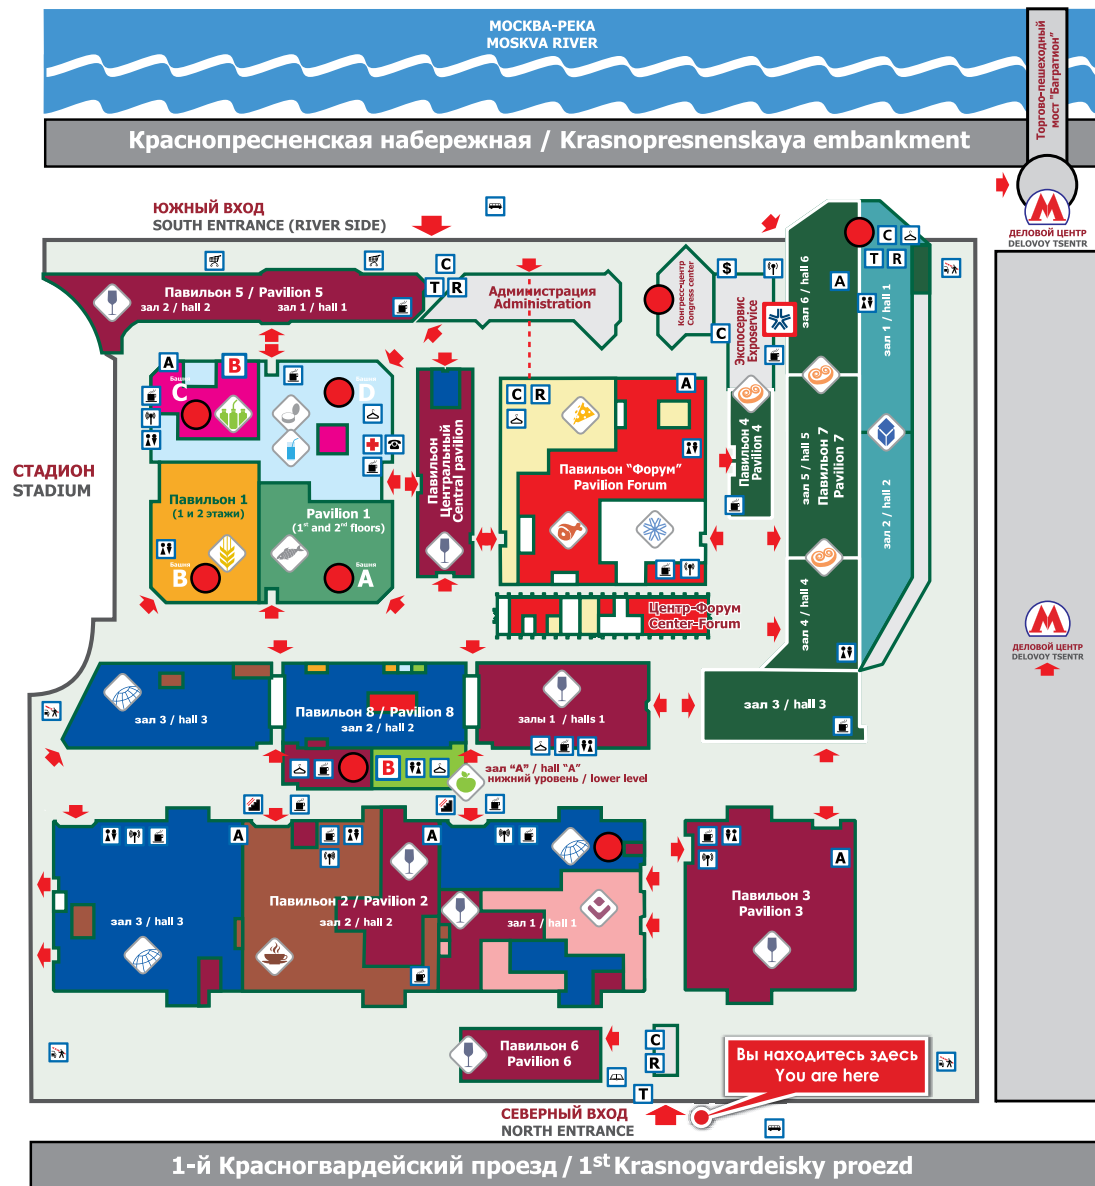 МОСКВА-РЕКА
MOSKVA RIVER
Торгово-пешеходный
мост "Багратион"
Краснопресненская набережная / Krasnopresnenskaya embankment
ЮЖНЫЙ ВХОД
SOUTH ENTRANCE (RIVER SIDE)
М
ДЕЛОВОЙ ЦЕНТР
DELOVOY TSENTR
C
T R
Павильон 5 / Pavilion 5
зал 2 / hall 2
зал 1 / hall 1
Администрация
Administration
Конгресс-центр
Congress center
$
C
Экспосервис
Exposervice
зал 6 / hall 6
A
C
T R
зал 1 / hall 1
A
Башня
C
B
Башня
D
Павильон
Центральный
Central pavilion
C R
A
Павильон “Форум”
Pavilion Forum
Павильон 4
Pavilion 4
зал 5 / hall 5
Павильон 7
Pavilion 7
зал 2 / hall 2
СТАДИОН
STADIUM
Павильон 1
(1 и 2 этажи)
Pavilion 1
(1st and 2nd floors)
Башня
B
Башня
A
Центр-Форум
Center-Forum
зал 4 / hall 4
М
ДЕЛОВОЙ ЦЕНТР
DELOVOY TSENTR
зал 3 / hall 3
Павильон 8 / Pavilion 8
зал 2 / hall 2
залы 1 / halls 1
зал 3 / hall 3
B
зал “А” / hall “A”
нижний уровень / lower level
A
A
A
Павильон 2 / Pavilion 2
зал 3 / hall 3
зал 2 / hall 2
зал 1 / hall 1
Павильон 3
Pavilion 3
Павильон 6
Pavilion 6
C
R
T
Вы находитесь здесь
You are here
СЕВЕРНЫЙ ВХОД
NORTH ENTRANCE
1-й Красногвардейский проезд / 1st Krasnogvardeisky proezd